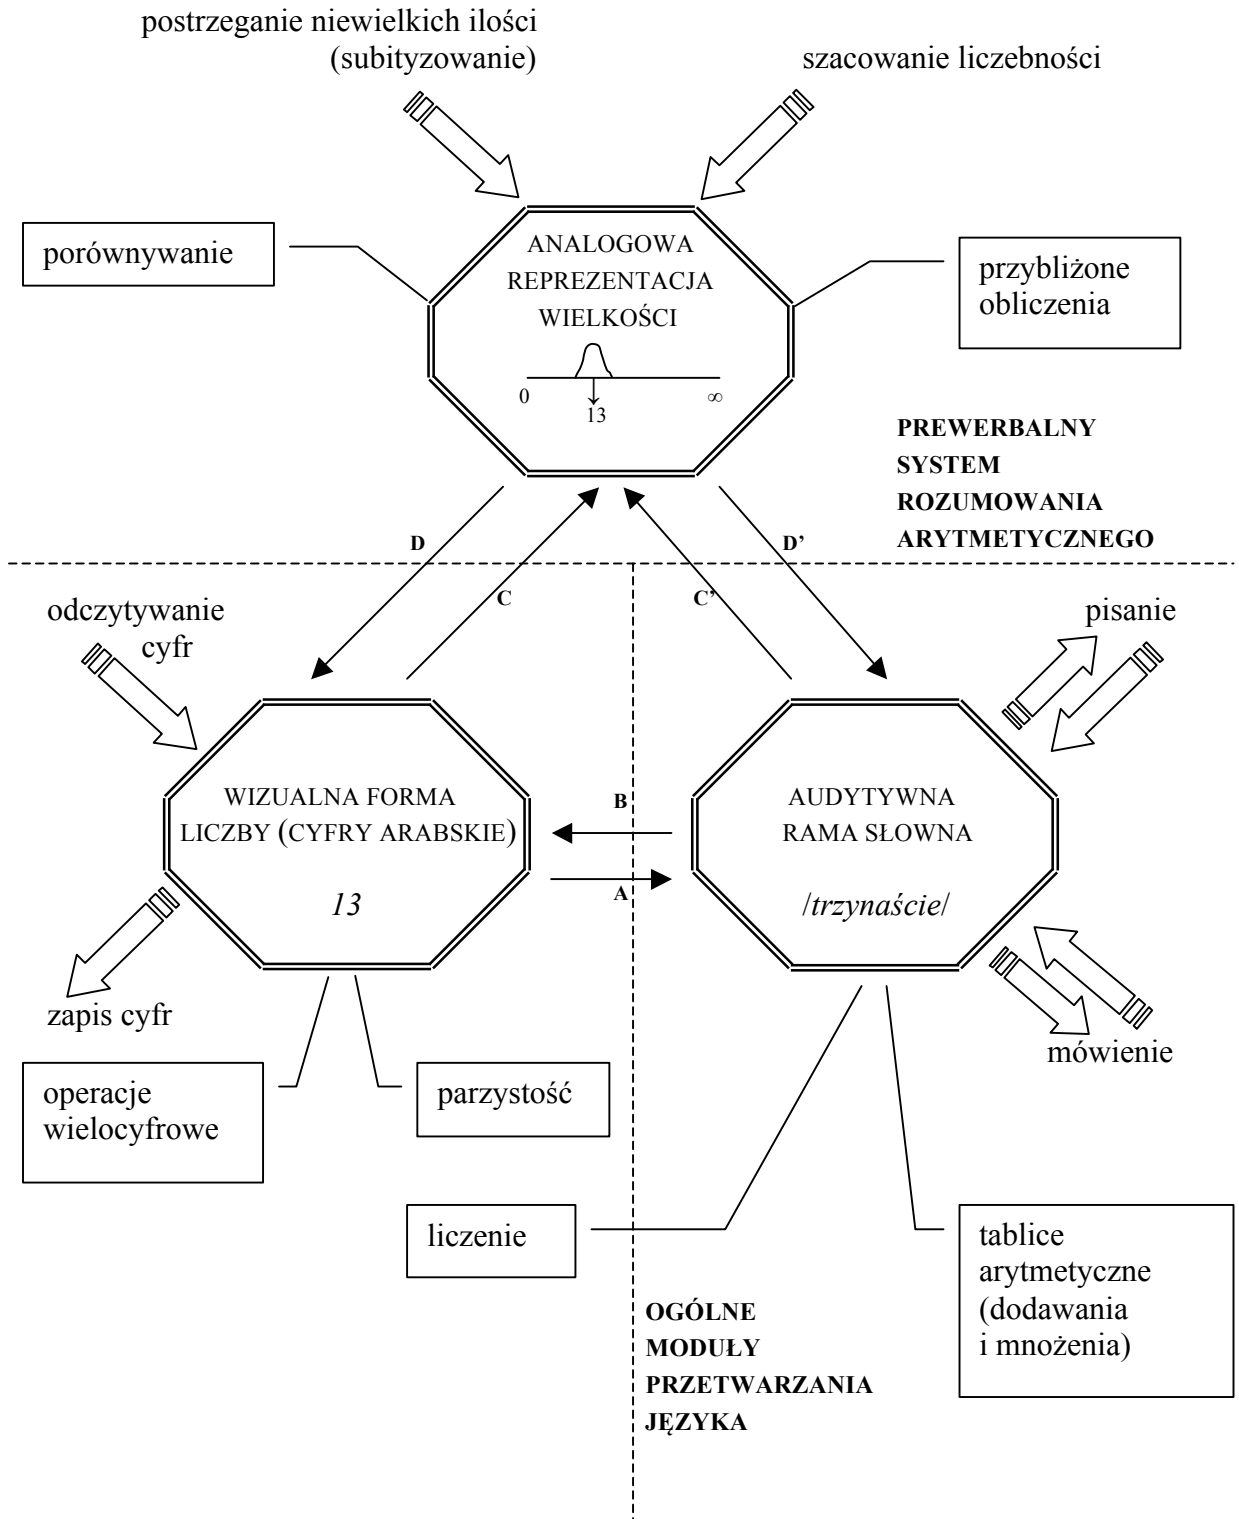 postrzeganie niewielkich ilości
(subityzowanie)
szacowanie liczebności
porównywanie
ANALOGOWA
REPREZENTACJA
WIELKOŚCI
0
∞
13
przybliżone
obliczenia
PREWERBALNY
SYSTEM
ROZUMOWANIA
ARYTMETYCZNEGO
D
C
C’
D’
odczytywanie
cyfr
pisanie
WIZUALNA FORMA
LICZBY (CYFRY ARABSKIE)
13
B
A
AUDYTYWNA
RAMA SŁOWNA
/trzynaście/
zapis cyfr
mówienie
operacje
wielocyfrowe
parzystość
liczenie
tablice
arytmetyczne
(dodawania
i mnożenia)
OGÓLNE
MODUŁY
PRZETWARZANIA
JĘZYKA